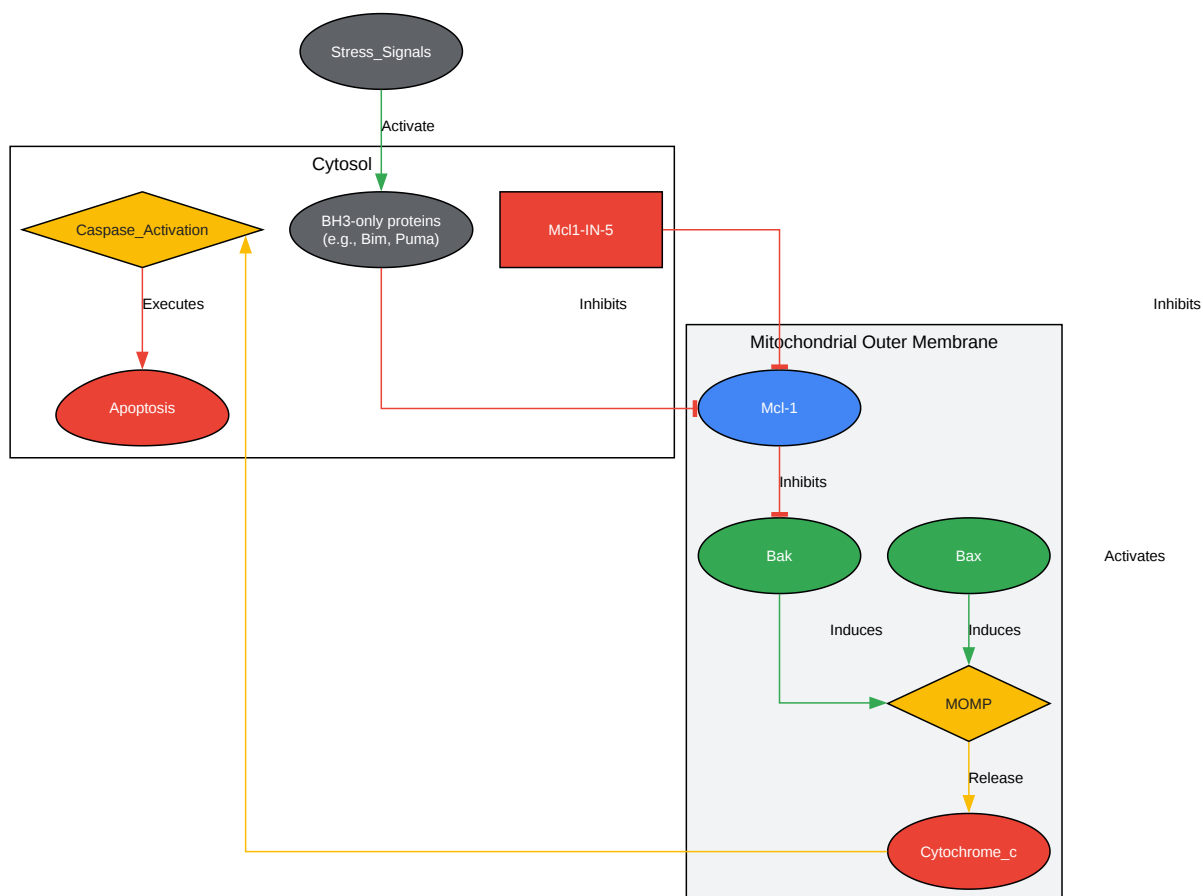 Stress_Signals
Activate
Cytosol
Caspase_Activation
BH3-only proteins
(e.g., Bim, Puma)
Mcl1-IN-5
Executes
Inhibits
Inhibits
Mitochondrial Outer Membrane
Apoptosis
Mcl-1
Inhibits
Bak
Bax
Activates
Induces
Induces
MOMP
Release
Cytochrome_c